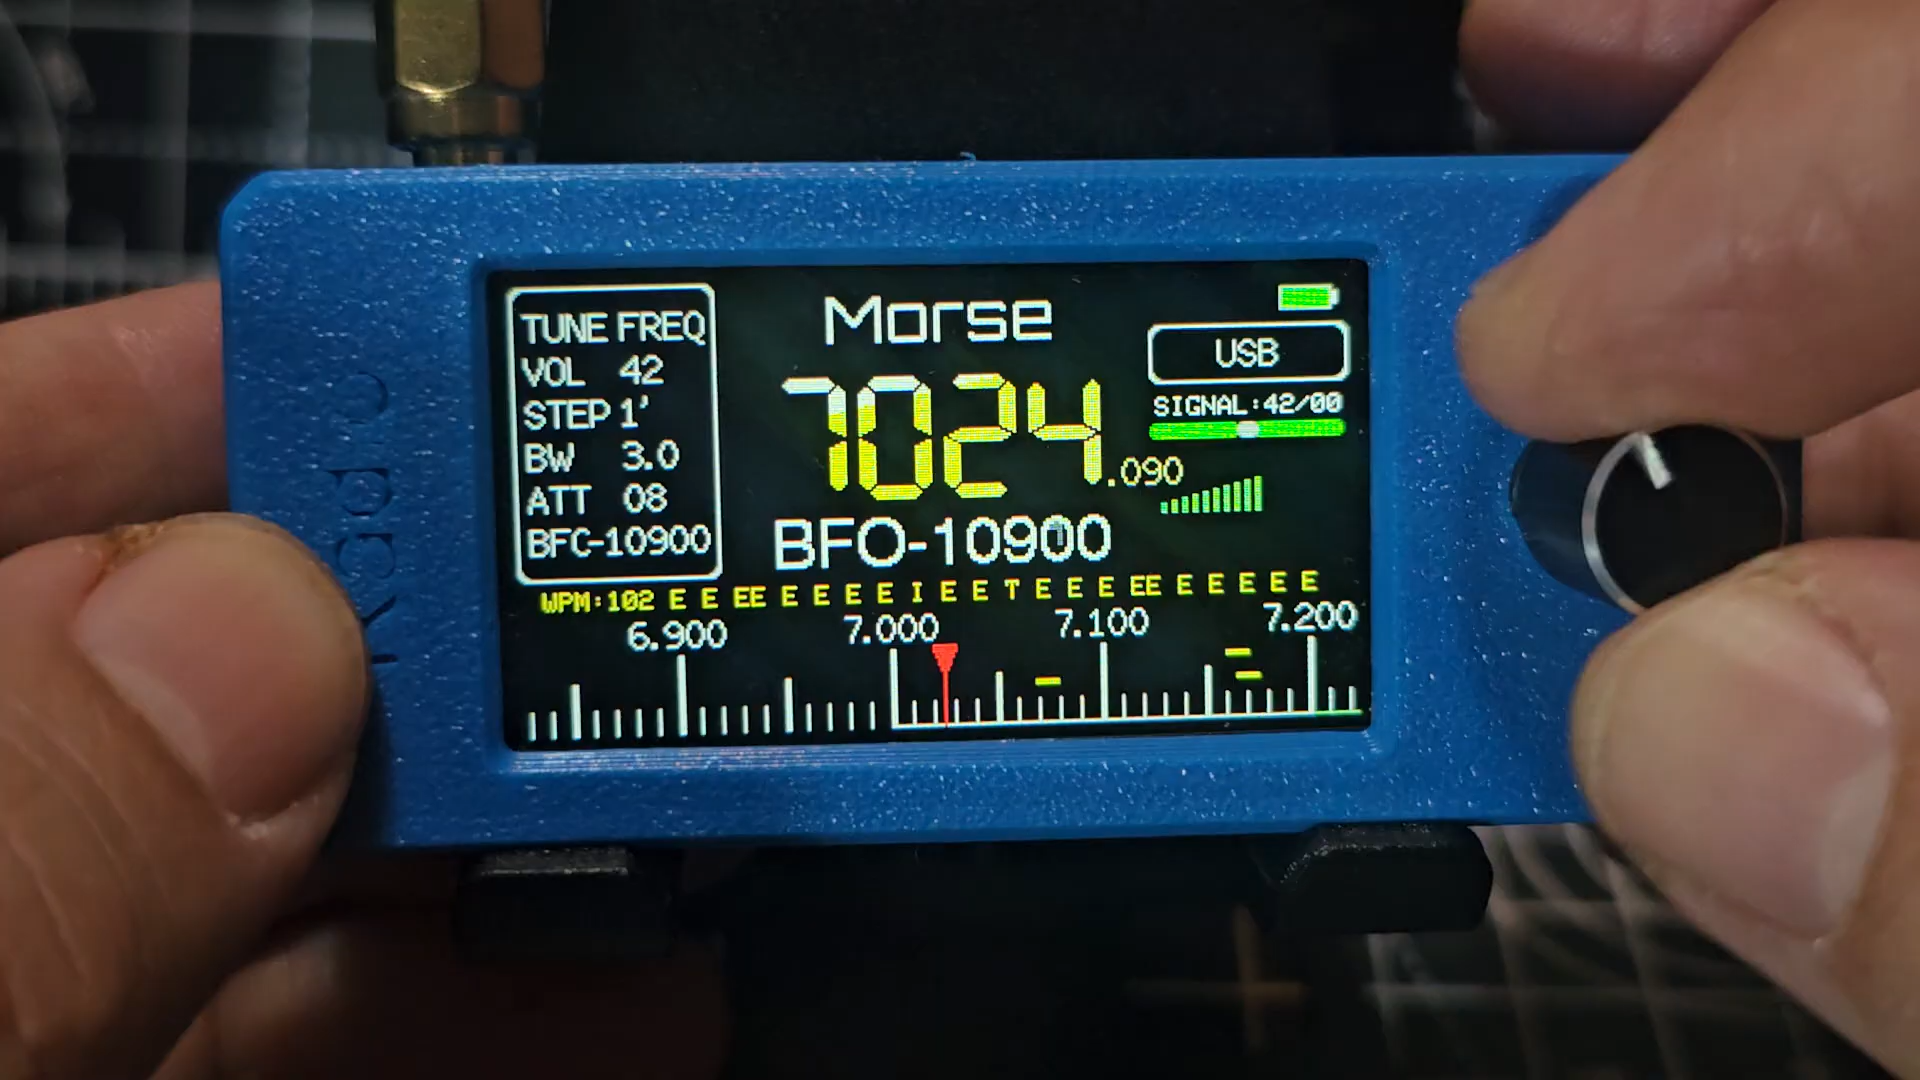 TUNE FREQ
VOL 42
STEP 1'
BW 3.0
ATT 08
BFC-10900
Morse
7024.090
BFO-10900
USB
SIGNAL:42/00
WPM:102 E E EE E E E E I E E T E E E EE E E E E E
6.900 7.000 7.100 7.200